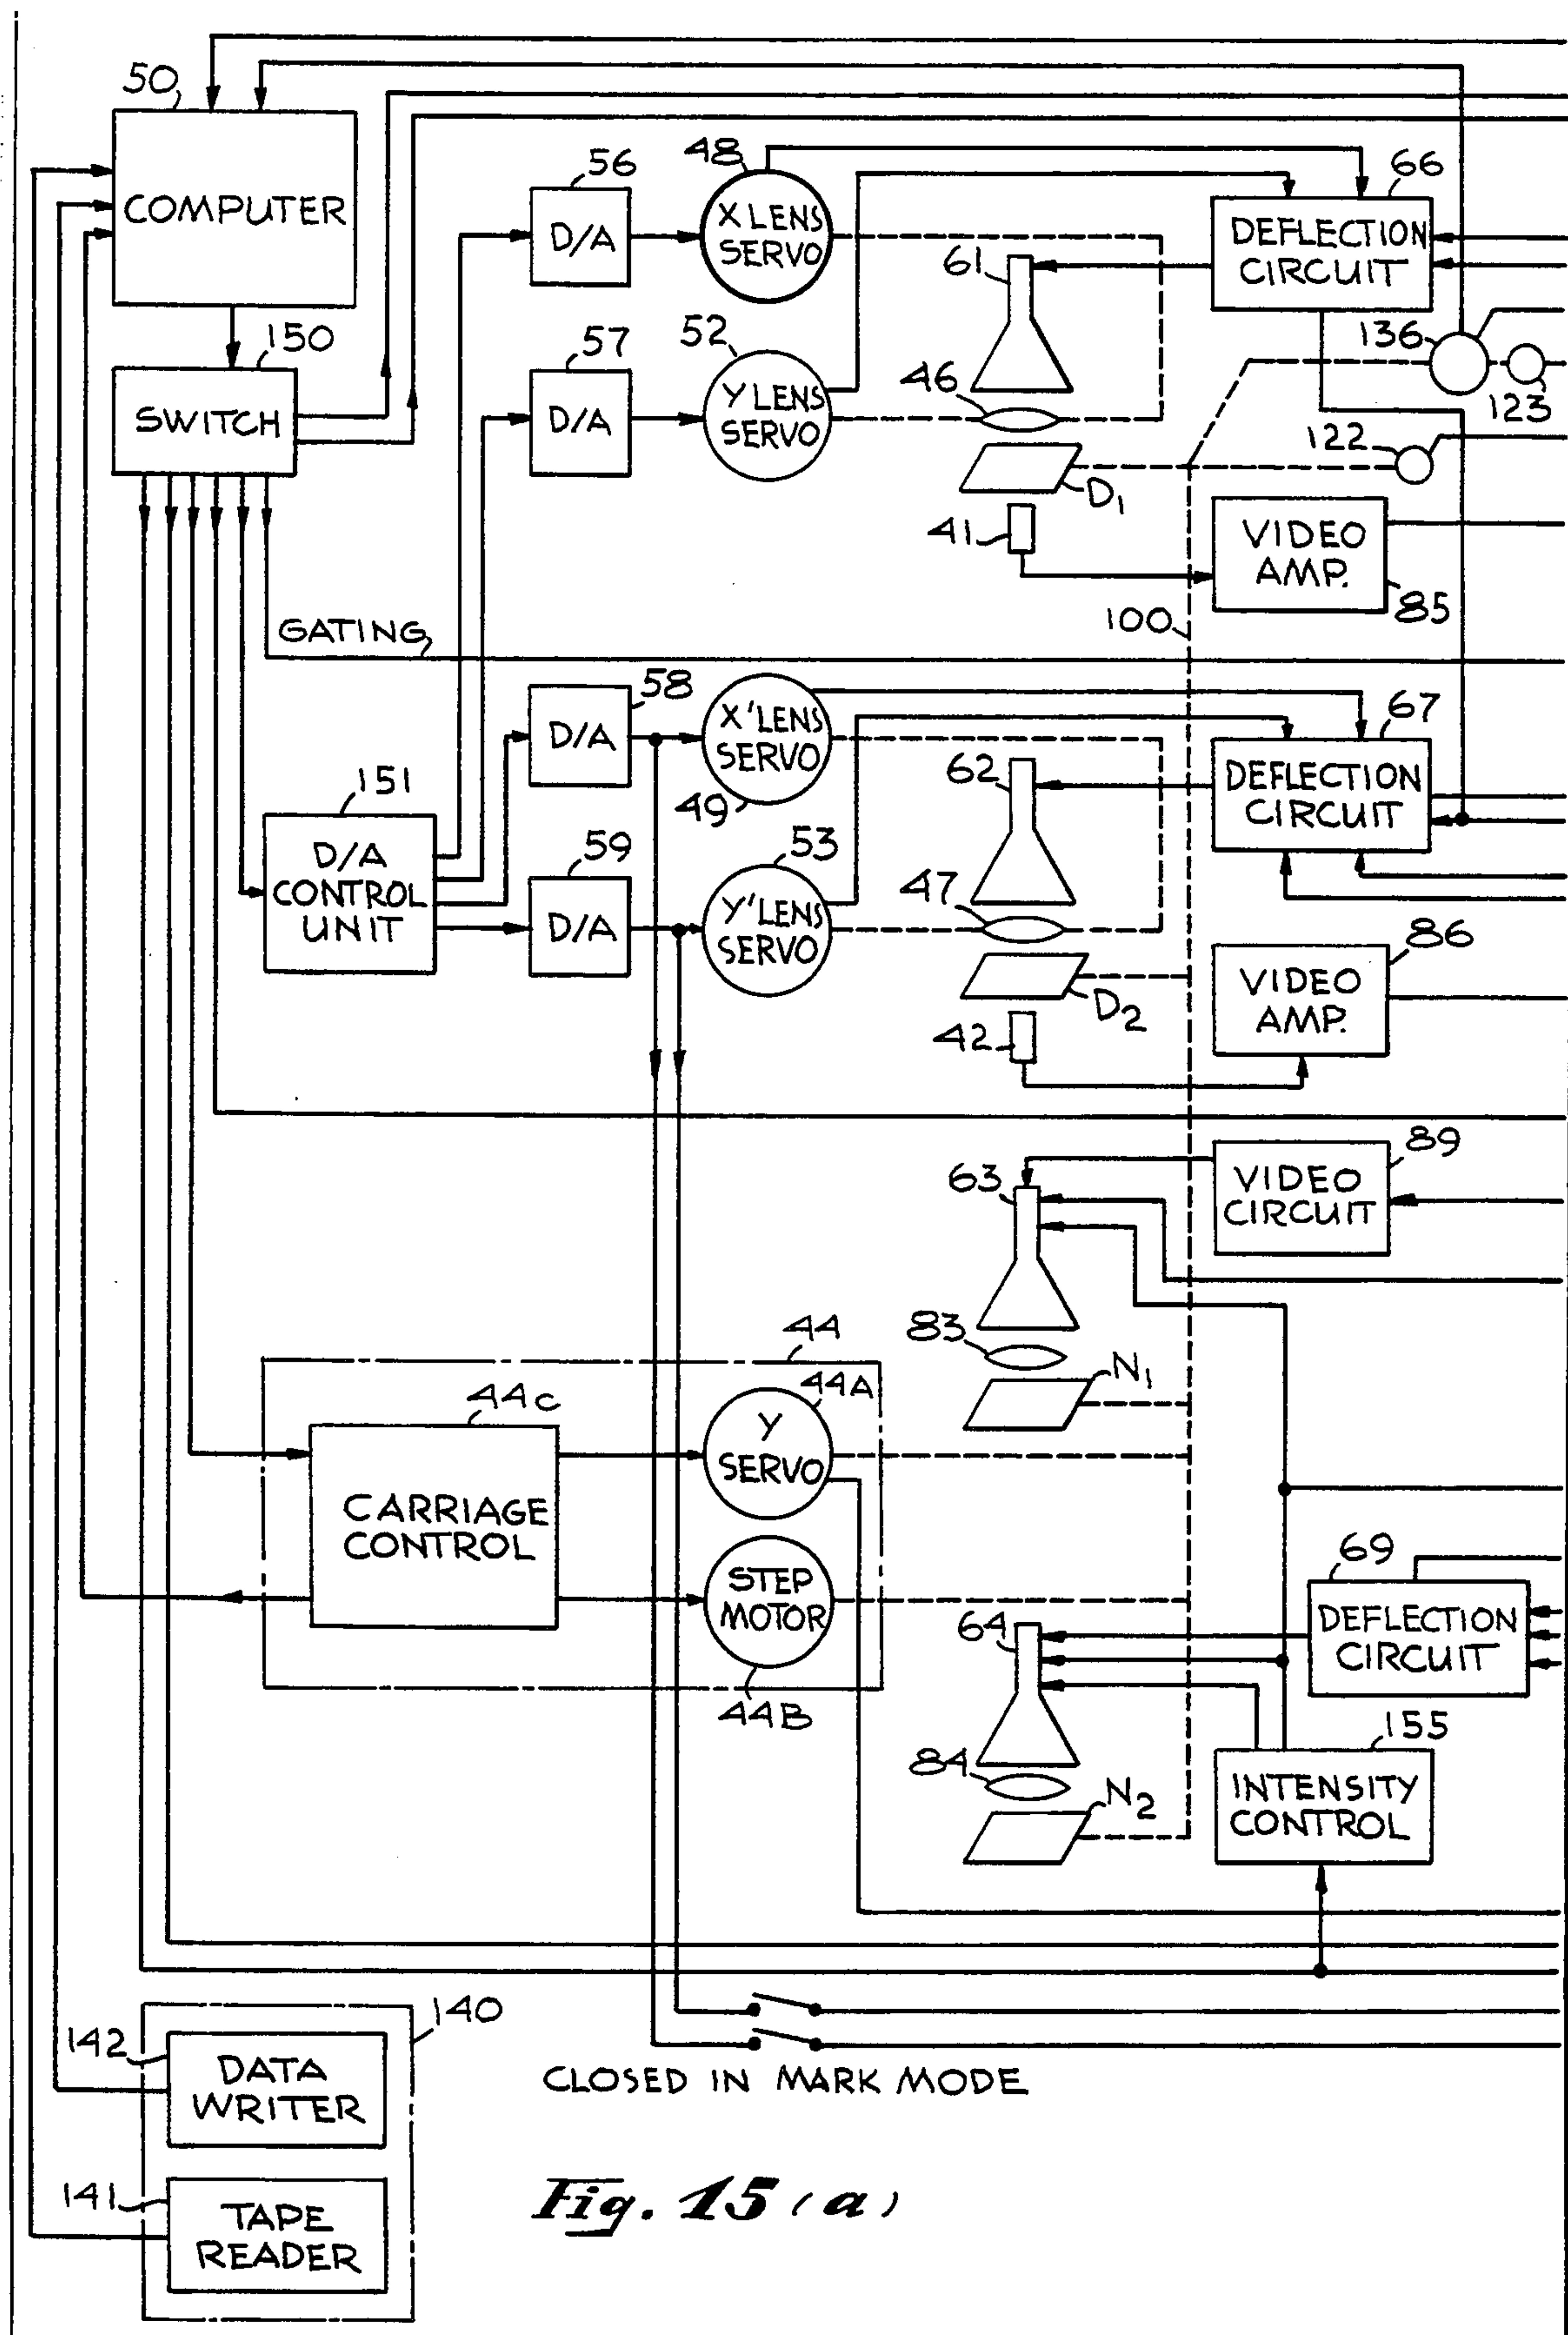 50
COMPUTER
56
D/A
48
X LENS
SERVO
66
DEFLECTION
CIRCUIT
61
136
123
150
SWITCH
57
D/A
52
Y LENS
SERVO
46
122
D1
41
VIDEO
AMP.
85
GATING
100
58
D/A
X' LENS
SERVO
49
67
DEFLECTION
CIRCUIT
62
151
D/A
CONTROL
UNIT
59
D/A
53
Y' LENS
SERVO
47
86
VIDEO
AMP.
D2
42
89
VIDEO
CIRCUIT
63
83
N1
44
44A
Y
SERVO
44C
CARRIAGE
CONTROL
STEP
MOTOR
44B
69
DEFLECTION
CIRCUIT
64
155
INTENSITY
CONTROL
84
N2
140
142
DATA
WRITER
141
TAPE
READER
CLOSED IN MARK MODE
Fig. 15 (a)